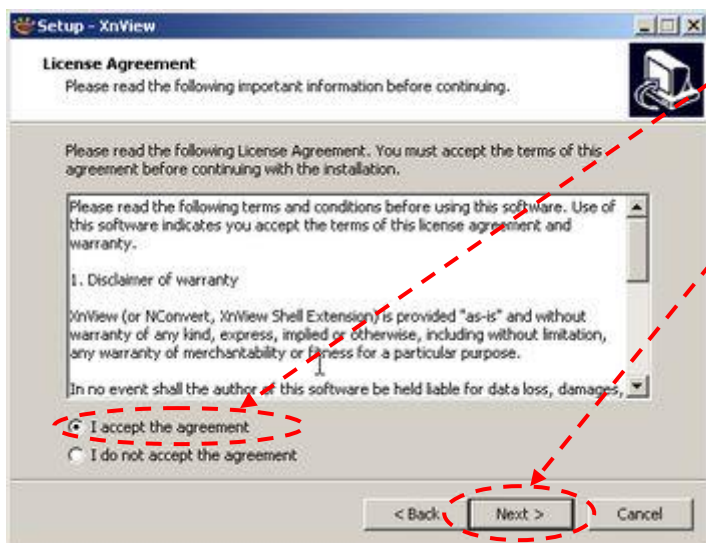 Setup - XnView
License Agreement
Please read the following important information before continuing.
Please read the following License Agreement. You must accept the terms of this
agreement before continuing with the installation.
Please read the following terms and conditions before using this software. Use of
this software indicates you accept the terms of this license agreement and
warranty.
1. Disclaimer of warranty
XnView (or NConvert, XnView Shell Extension) is provided "as-is" and without
warranty of any kind, express, implied or otherwise, including without limitation,
any warranty of merchantability or fitness for a particular purpose.
In no event shall the author of this software be held liable for data loss, damages,
I accept the agreement
I do not accept the agreement
< Back Next > Cancel